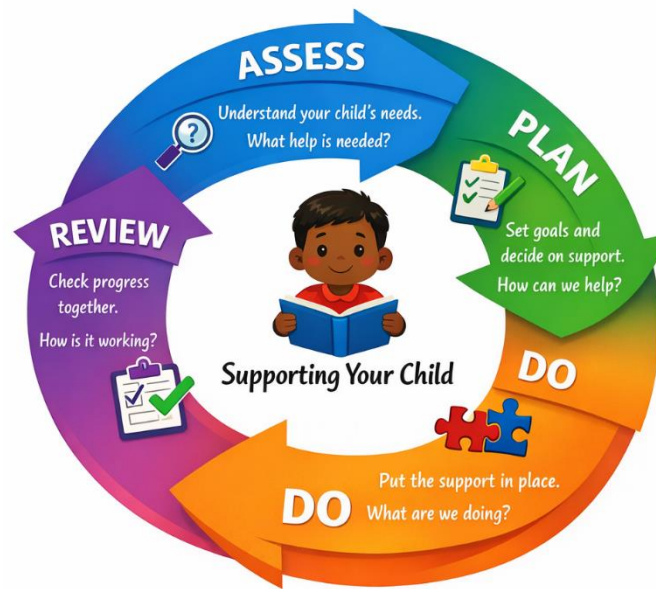 ASSESS
Understand your child's needs.
What help is needed?
PLAN
Set goals and
decide on support.
How can we help?
DO
DO
Put the support in place.
What are we doing?
REVIEW
Check progress
together.
How is it working?
Supporting Your Child